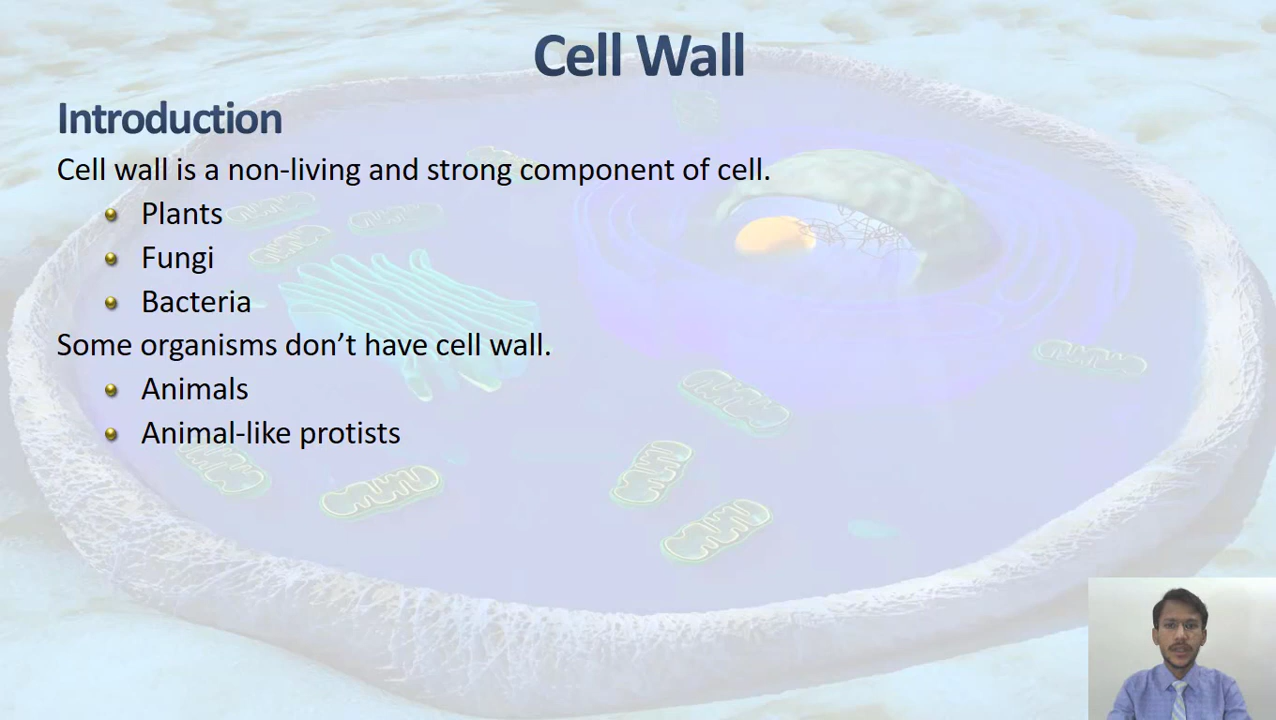 Cell Wall
Introduction
Cell wall is a non-living and strong component of cell.
Plants
Fungi
Bacteria
Some organisms don’t have cell wall.
Animals
Animal-like protists